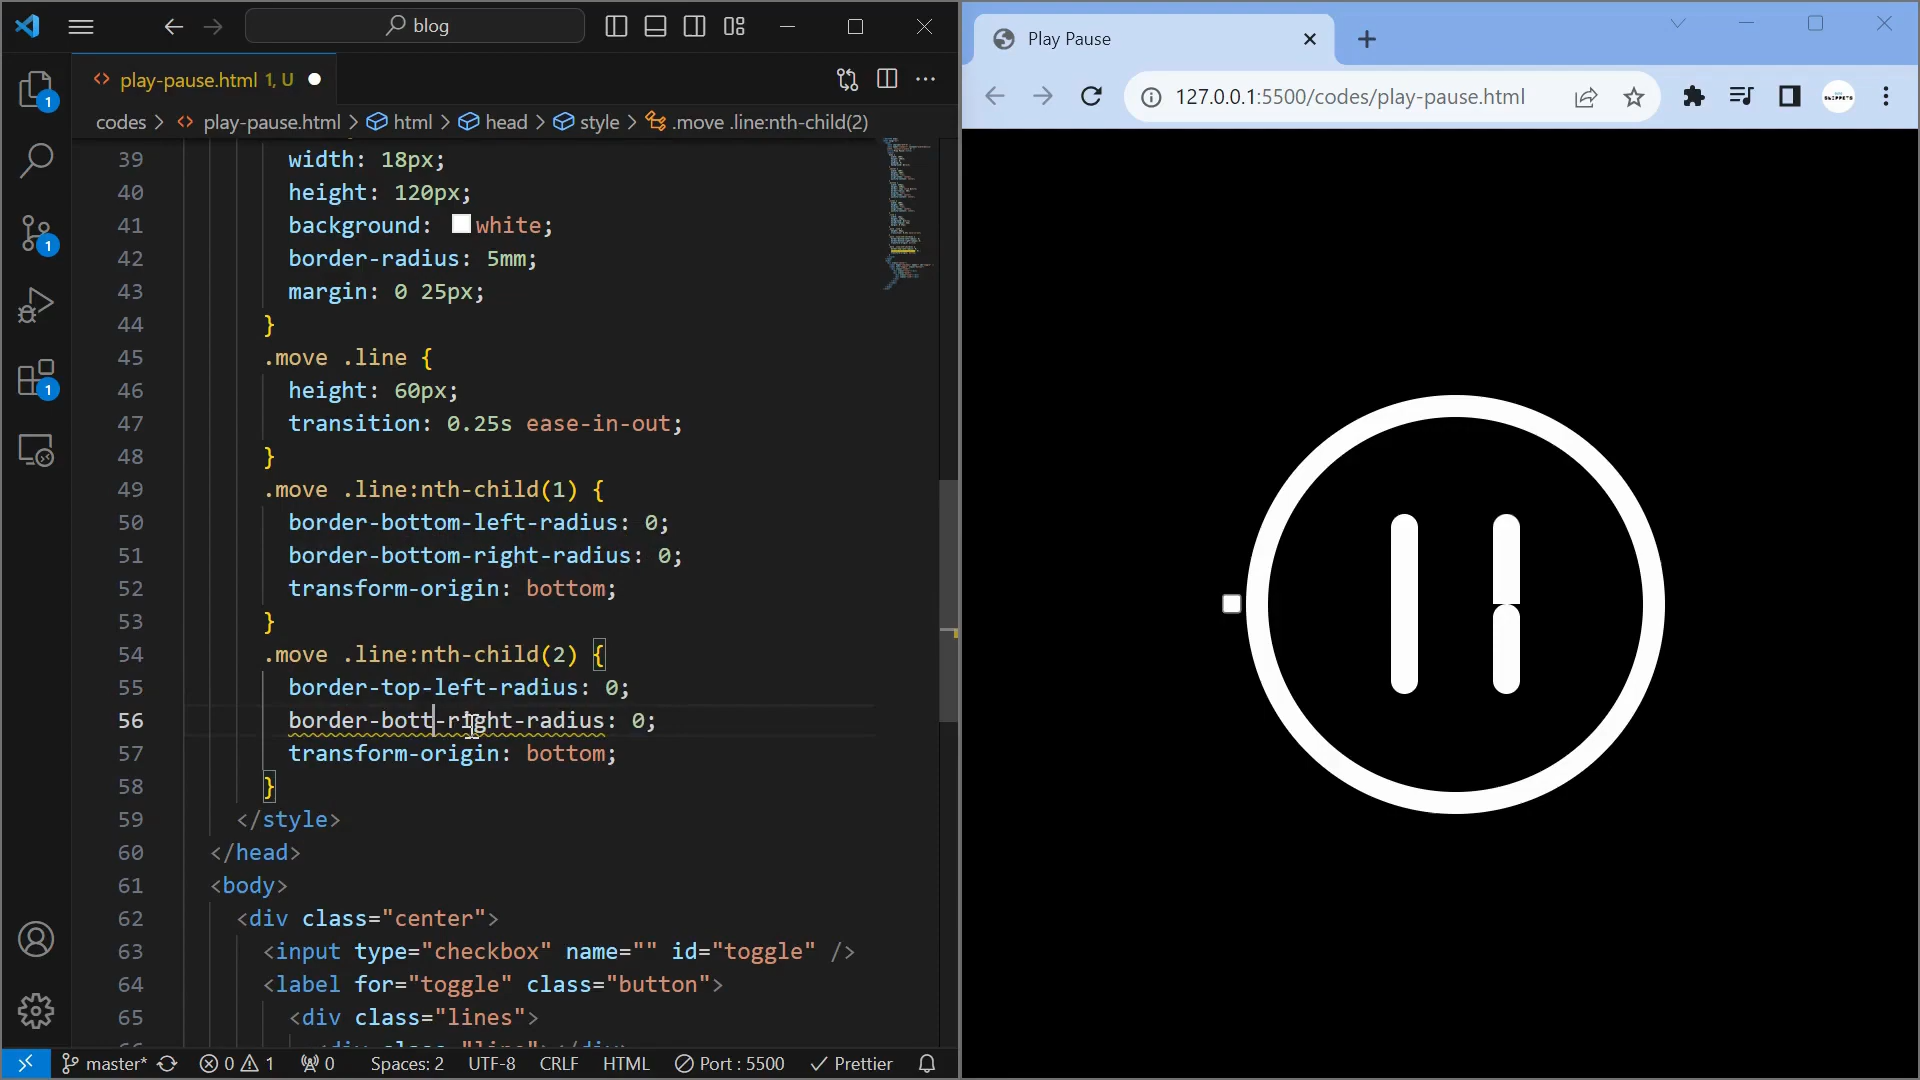 blog
play-pause.html 1, U
codes > play-pause.html > html > head > style > .move .line:nth-child(2)
39 width: 18px;
40 height: 120px;
41 background: white;
42 border-radius: 5mm;
43 margin: 0 25px;
44 }
45 .move .line {
46 height: 60px;
47 transition: 0.25s ease-in-out;
48 }
49 .move .line:nth-child(1) {
50 border-bottom-left-radius: 0;
51 border-bottom-right-radius: 0;
52 transform-origin: bottom;
53 }
54 .move .line:nth-child(2) {
55 border-top-left-radius: 0;
56 border-bott-right-radius: 0;
57 transform-origin: bottom;
58 }
59 </style>
60 </head>
61 <body>
62 <div class="center">
63 <input type="checkbox" name="" id="toggle" />
64 <label for="toggle" class="button">
65 <div class="lines">
1
1
1
master* 0 1 0 Spaces: 2 UTF-8 CRLF HTML Port : 5500 Prettier
Play Pause
127.0.0.1:5500/codes/play-pause.html